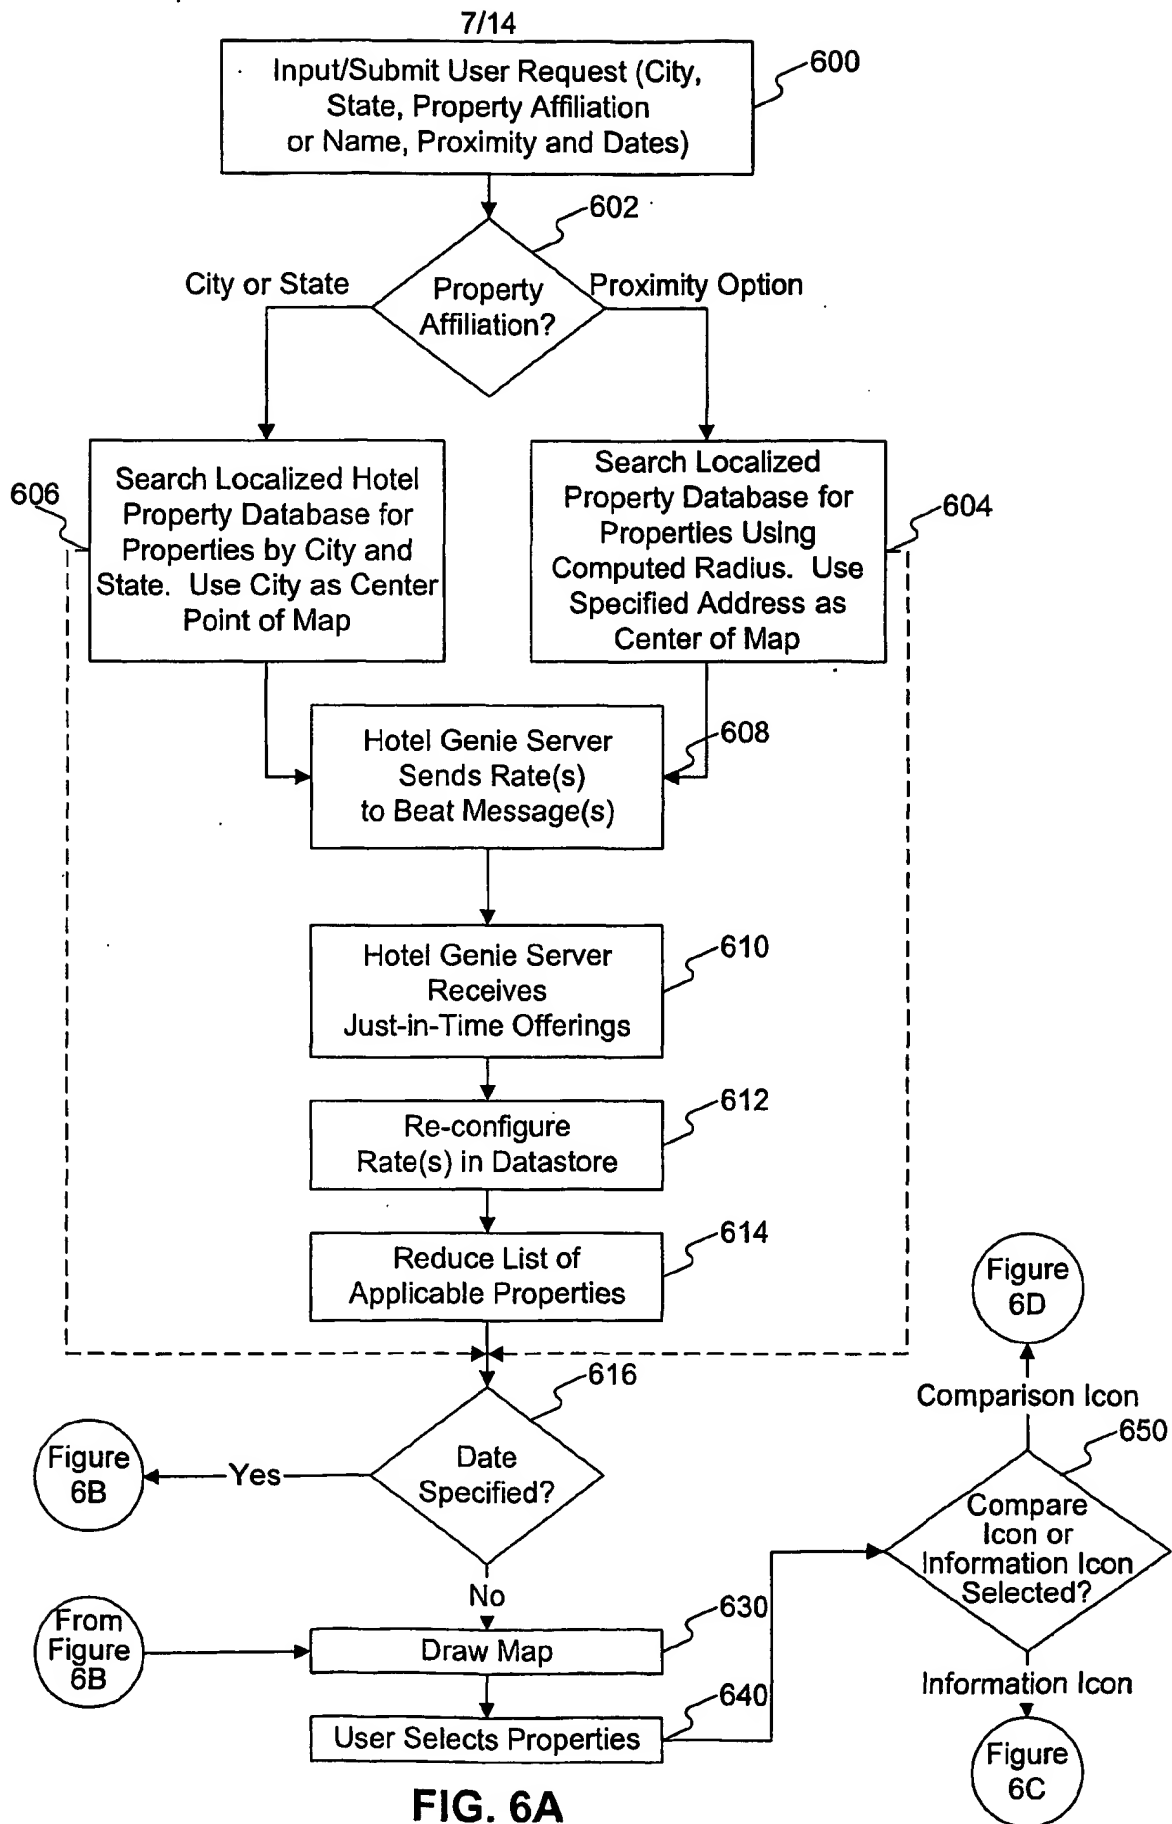 7/14
Input/Submit User Request (City,
State, Property Affiliation
or Name, Proximity and Dates)
600
602
City or State
Property
Affiliation?
Proximity Option
606
Search Localized Hotel
Property Database for
Properties by City and
State. Use City as Center
Point of Map
Search Localized
Property Database for
Properties Using
Computed Radius. Use
Specified Address as
Center of Map
604
Hotel Genie Server
Sends Rate(s)
to Beat Message(s)
608
Hotel Genie Server
Receives
Just-in-Time Offerings
610
Re-configure
Rate(s) in Datastore
612
Reduce List of
Applicable Properties
614
616
Date
Specified?
Yes
Figure
6B
No
From
Figure
6B
Draw Map
630
User Selects Properties
640
Figure
6D
Comparison Icon
650
Compare
Icon or
Information Icon
Selected?
Information Icon
Figure
6C
FIG. 6A